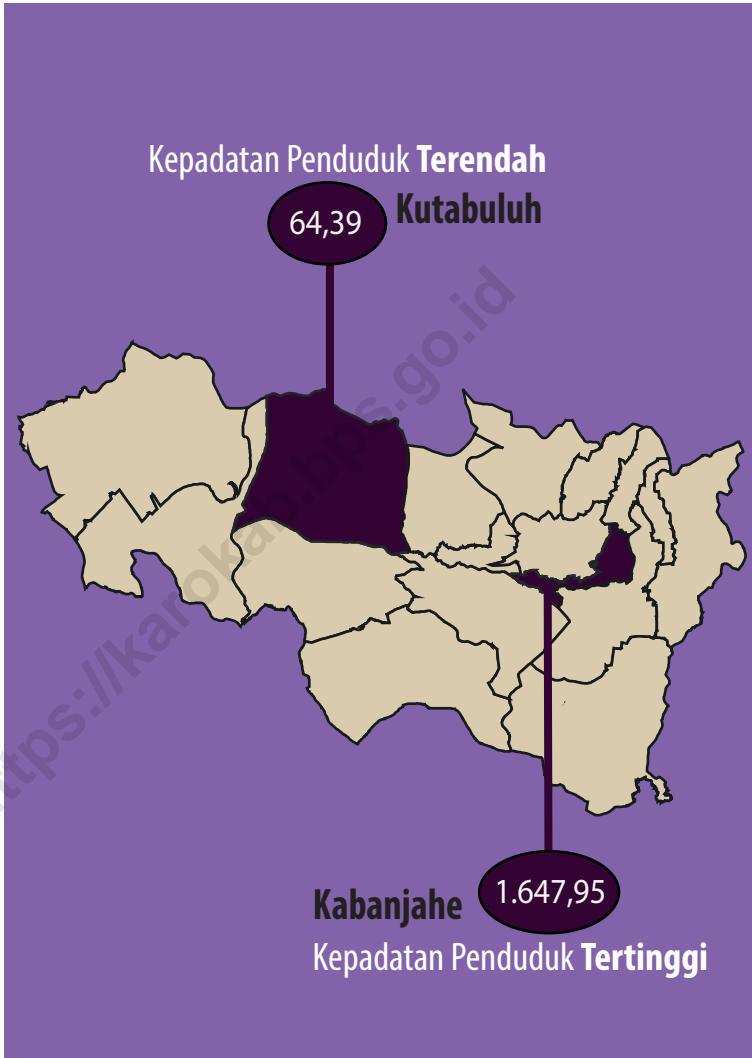 Kepadatan Penduduk Terendah
64,39 Kutabuluh
https://karokab.bps.go.id
Kabanjahe 1.647,95
Kepadatan Penduduk Tertinggi